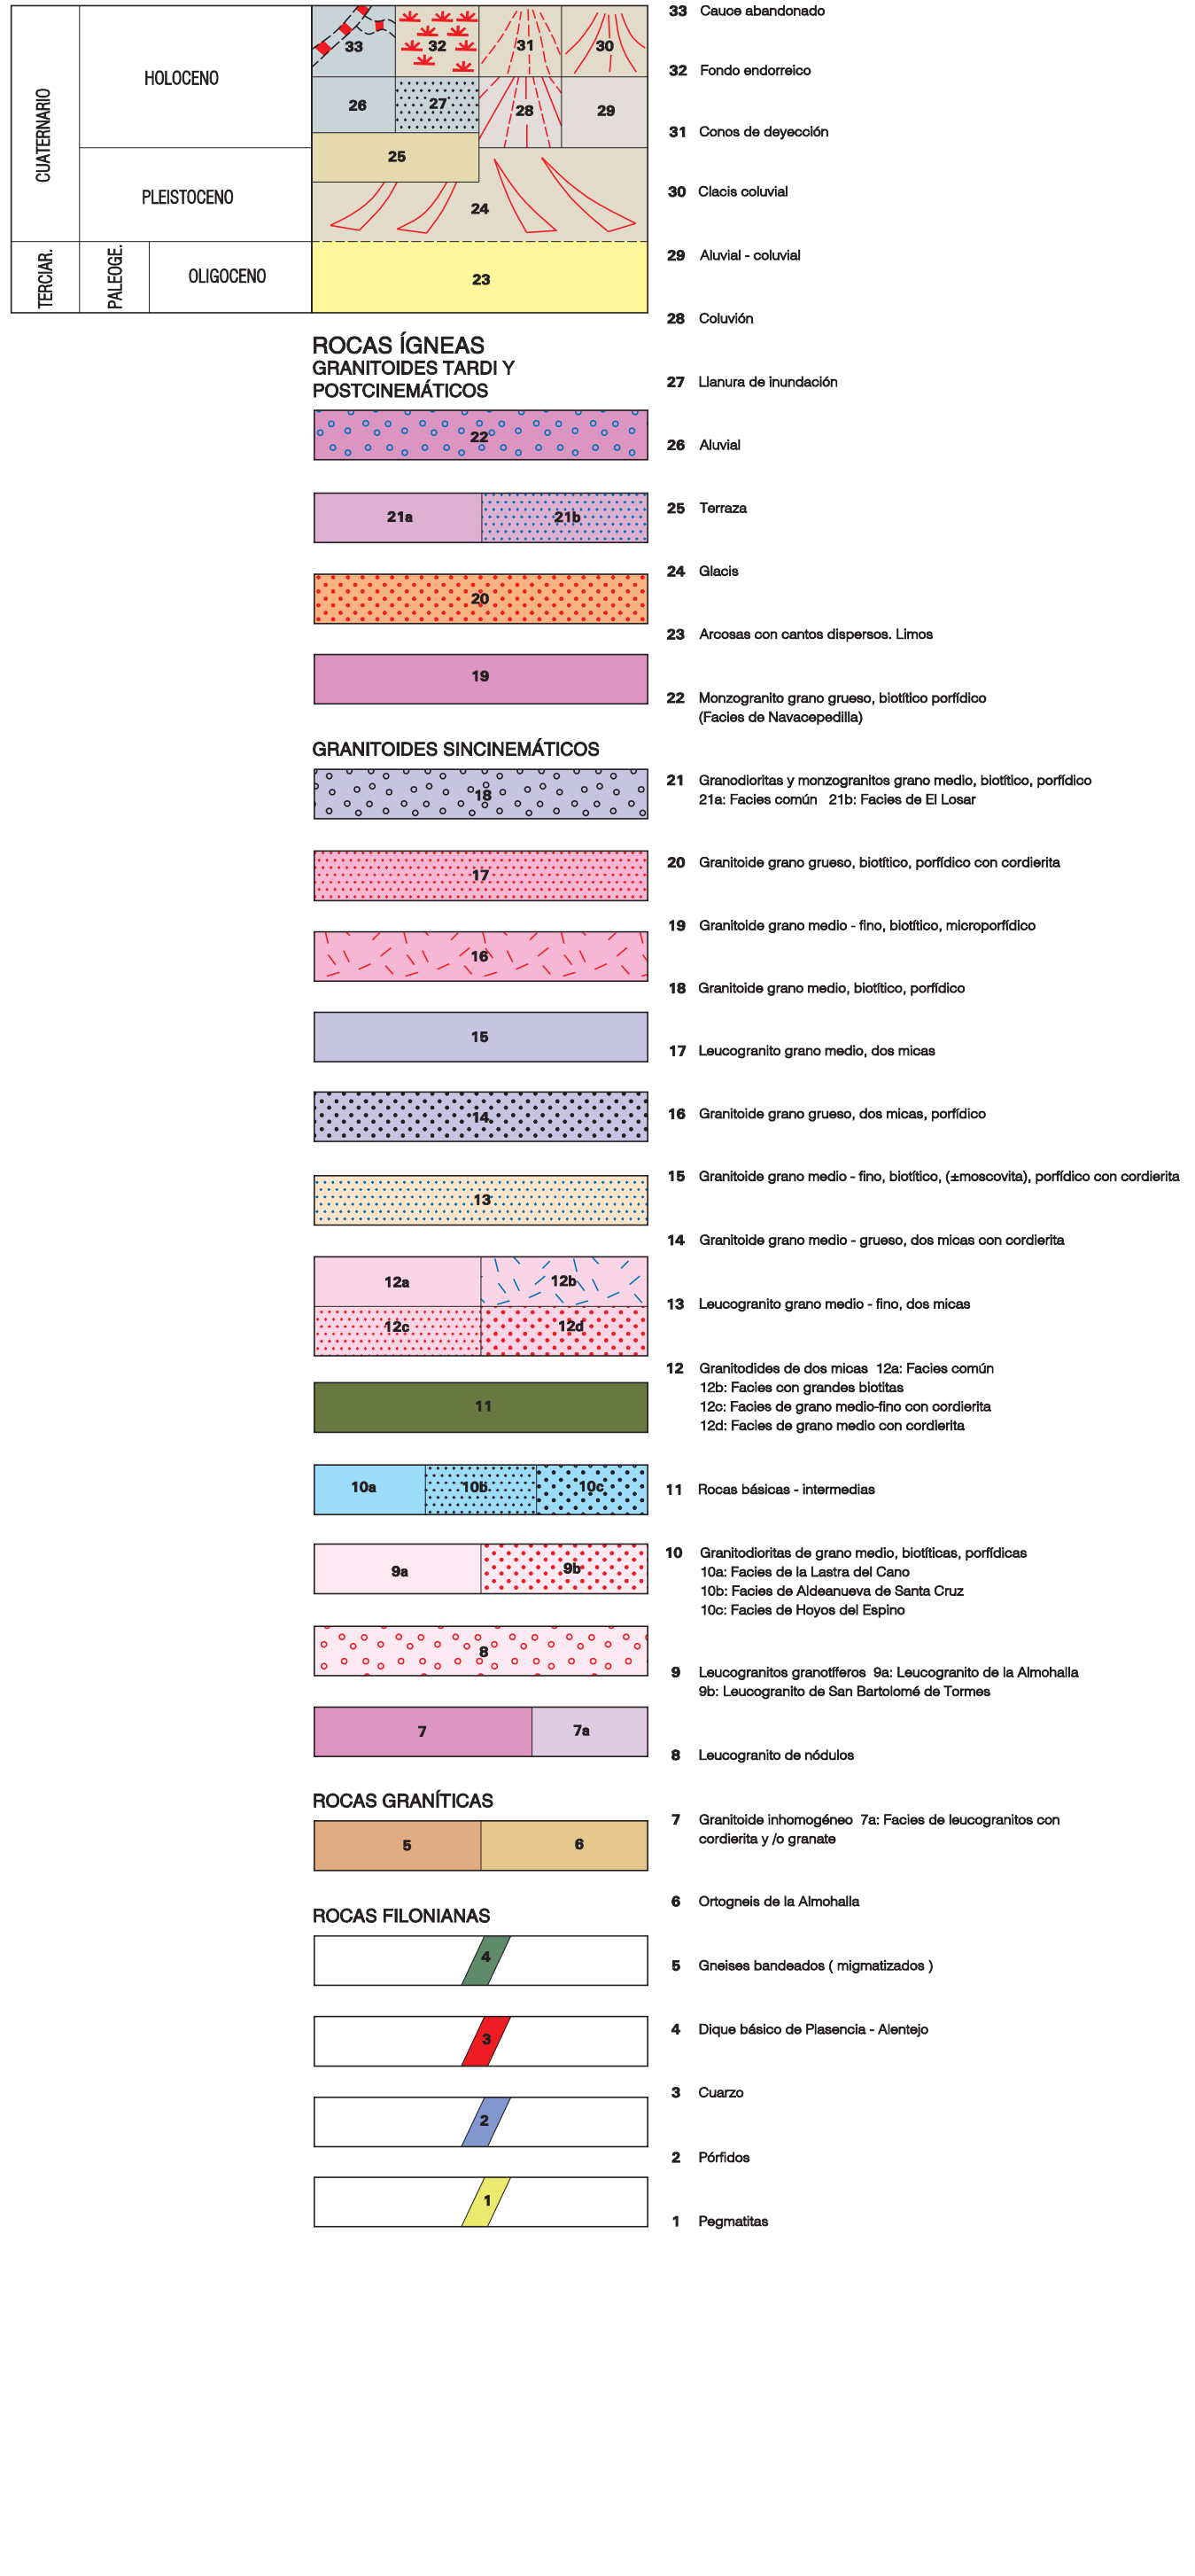 CUATERNARIO
HOLOCENO
PLEISTOCENO
TERCIAR.
PALEOGE.
OLIGOCENO
33
32
31
30
26
27
28
29
25
24
23
ROCAS ÍGNEAS
GRANITOIDES TARDI Y
POSTCINEMÁTICOS
22
21a 21b
20
19
GRANITOIDES SINCINEMÁTICOS
18
17
16
15
14
13
12a 12b
12c 12d
11
10a 10b 10c
9a 9b
8
7 7a
ROCAS GRANÍTICAS
5 6
ROCAS FILONIANAS
4
3
2
1
33 Cauce abandonado
32 Fondo endorreico
31 Conos de deyección
30 Clacis coluvial
29 Aluvial - coluvial
28 Coluvión
27 Llanura de inundación
26 Aluvial
25 Terraza
24 Glacis
23 Arcosas con cantos dispersos. Limos
22 Monzogranito grano grueso, biotítico porfídico
(Facies de Navacepedilla)
21 Granodioritas y monzogranitos grano medio, biotítico, porfídico
21a: Facies común 21b: Facies de El Losar
20 Granitoide grano grueso, biotítico, porfídico con cordierita
19 Granitoide grano medio - fino, biotítico, microporfídico
18 Granitoide grano medio, biotítico, porfídico
17 Leucogranito grano medio, dos micas
16 Granitoide grano grueso, dos micas, porfídico
15 Granitoide grano medio - fino, biotítico, (±moscovita), porfídico con cordierita
14 Granitoide grano medio - grueso, dos micas con cordierita
13 Leucogranito grano medio - fino, dos micas
12 Granitodides de dos micas 12a: Facies común
12b: Facies con grandes biotitas
12c: Facies de grano medio-fino con cordierita
12d: Facies de grano medio con cordierita
11 Rocas básicas - intermedias
10 Granitodioritas de grano medio, biotíticas, porfídicas
10a: Facies de la Lastra del Cano
10b: Facies de Aldeanueva de Santa Cruz
10c: Facies de Hoyos del Espino
9 Leucogranitos granotíferos 9a: Leucogranito de la Almohalla
9b: Leucogranito de San Bartolomé de Tormes
8 Leucogranito de nódulos
7 Granitoide inhomogéneo 7a: Facies de leucogranitos con
cordierita y /o granate
6 Ortogneis de la Almohalla
5 Gneises bandeados ( migmatizados )
4 Dique básico de Plasencia - Alentejo
3 Cuarzo
2 Pórfidos
1 Pegmatitas